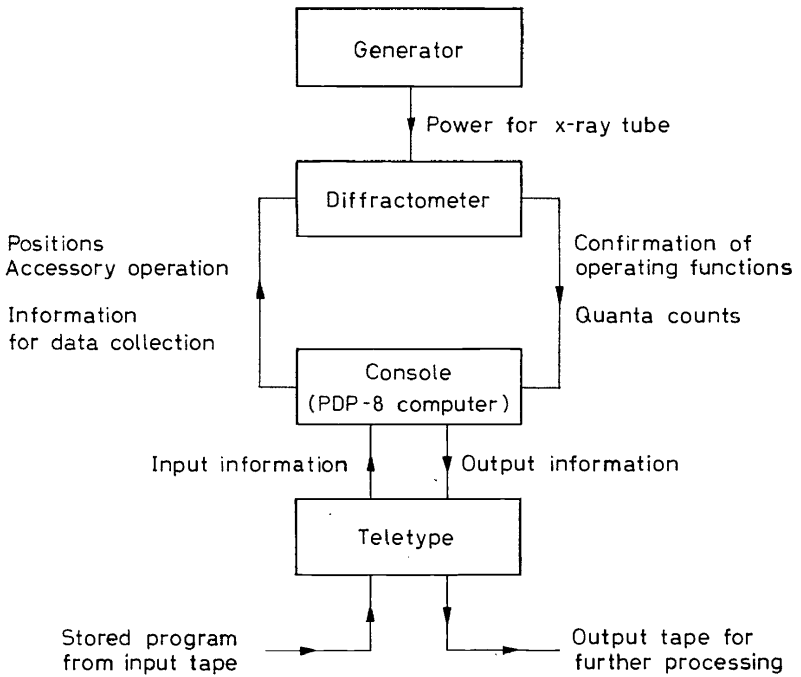 Generator
Power for x-ray tube
Diffractometer
Positions
Accessory operation
Information
for data collection
Confirmation of
operating functions
Quanta counts
Console
(PDP-8 computer)
Input information
Output information
Teletype
Stored program
from input tape
Output tape for
further processing